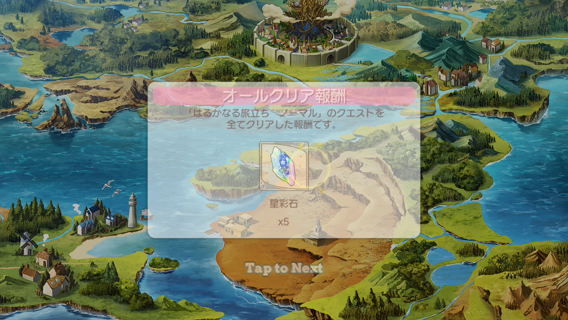 オールクリア報酬
「はるかなる旅立ち ノーマル」のクエストを
全てクリアした報酬です。
星彩石
x5
Tap to Next